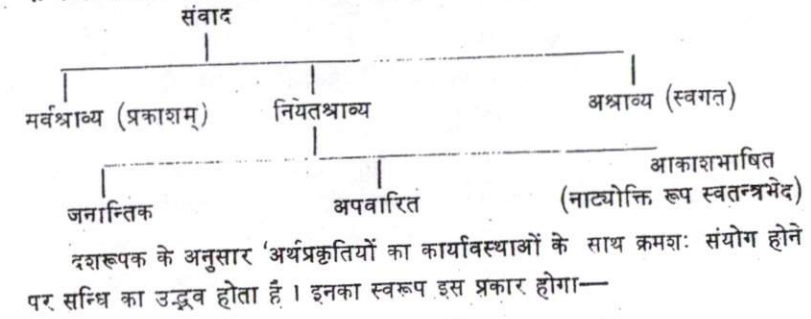 संवाद
मर्वश्राव्य (प्रकाशम्) नियतश्राव्य अश्राव्य (स्वगत)
आकाशभाषित
जनान्तिक अपवारित (नाट्योक्ति रूप स्वतन्त्रभेद)
दशरूपक के अनुसार 'अर्थप्रकृतियों का कार्यावस्थाओं के साथ क्रमशः संयोग होने
पर सन्धि का उद्भव होता है । इनका स्वरूप इस प्रकार होगा—